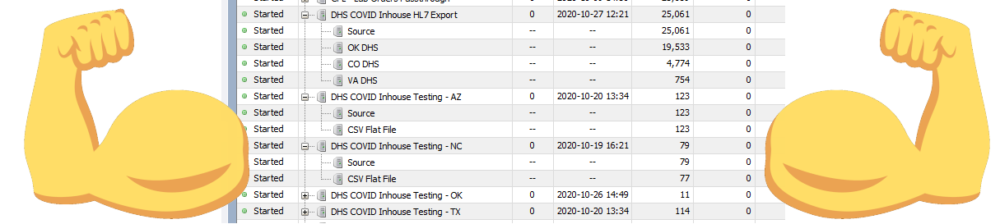 Started DHS COVID Inhouse HL7 Export 0 2020-10-27 12:21 25,061 0
Started Source -- -- 25,061 0
Started OK DHS -- -- 19,533 0
Started CO DHS -- -- 4,774 0
Started VA DHS -- -- 754 0
Started DHS COVID Inhouse Testing - AZ 0 2020-10-20 13:34 123 0
Started Source -- -- 123 0
Started CSV Flat File -- -- 123 0
Started DHS COVID Inhouse Testing - NC 0 2020-10-19 16:21 79 0
Started Source -- -- 79 0
Started CSV Flat File -- -- 77 0
Started DHS COVID Inhouse Testing - OK 0 2020-10-26 14:49 11 0
Started DHS COVID Inhouse Testing - TX 0 2020-10-20 13:34 114 0